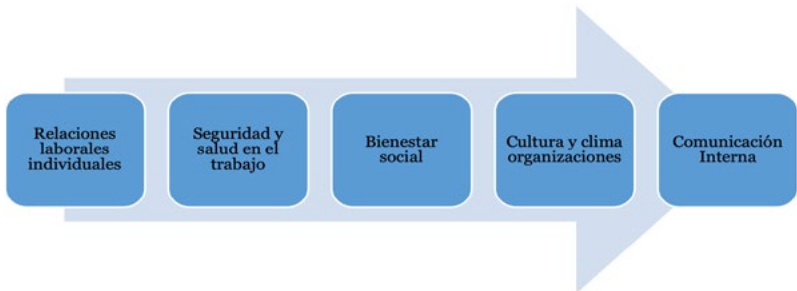 Relaciones
laborales
individuales
Seguridad y
salud en el
trabajo
Bienestar
social
Cultura y clima
organizaciones
Comunicación
Interna